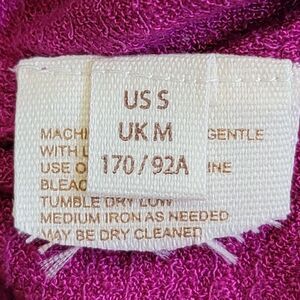 US S
UK M
170/92A
GENTLE
WITH
USE
TUMBLE DRY LOW
MEDIUM IRON AS NEEDED
MAY BE DRY CLEANED